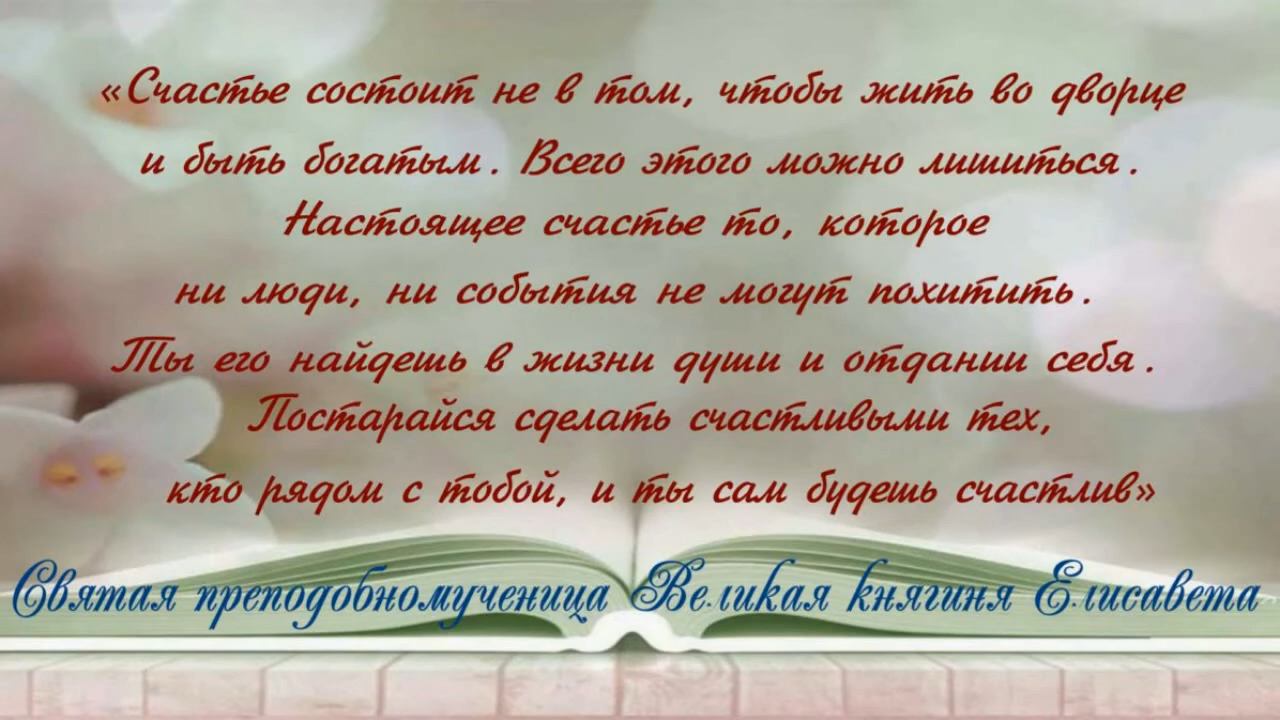 «Счастье состоит не в том, чтобы жить во дворце
и быть богатым. Всего этого можно лишиться.
Настоящее счастье то, которое
ни люди, ни события не могут похитить.
Ты его найдешь в жизни души и отдании себя.
Постарайся сделать счастливыми тех,
кто рядом с тобой, и ты сам будешь счастлив»
Святая преподобномученица Великая княгиня Елисавета